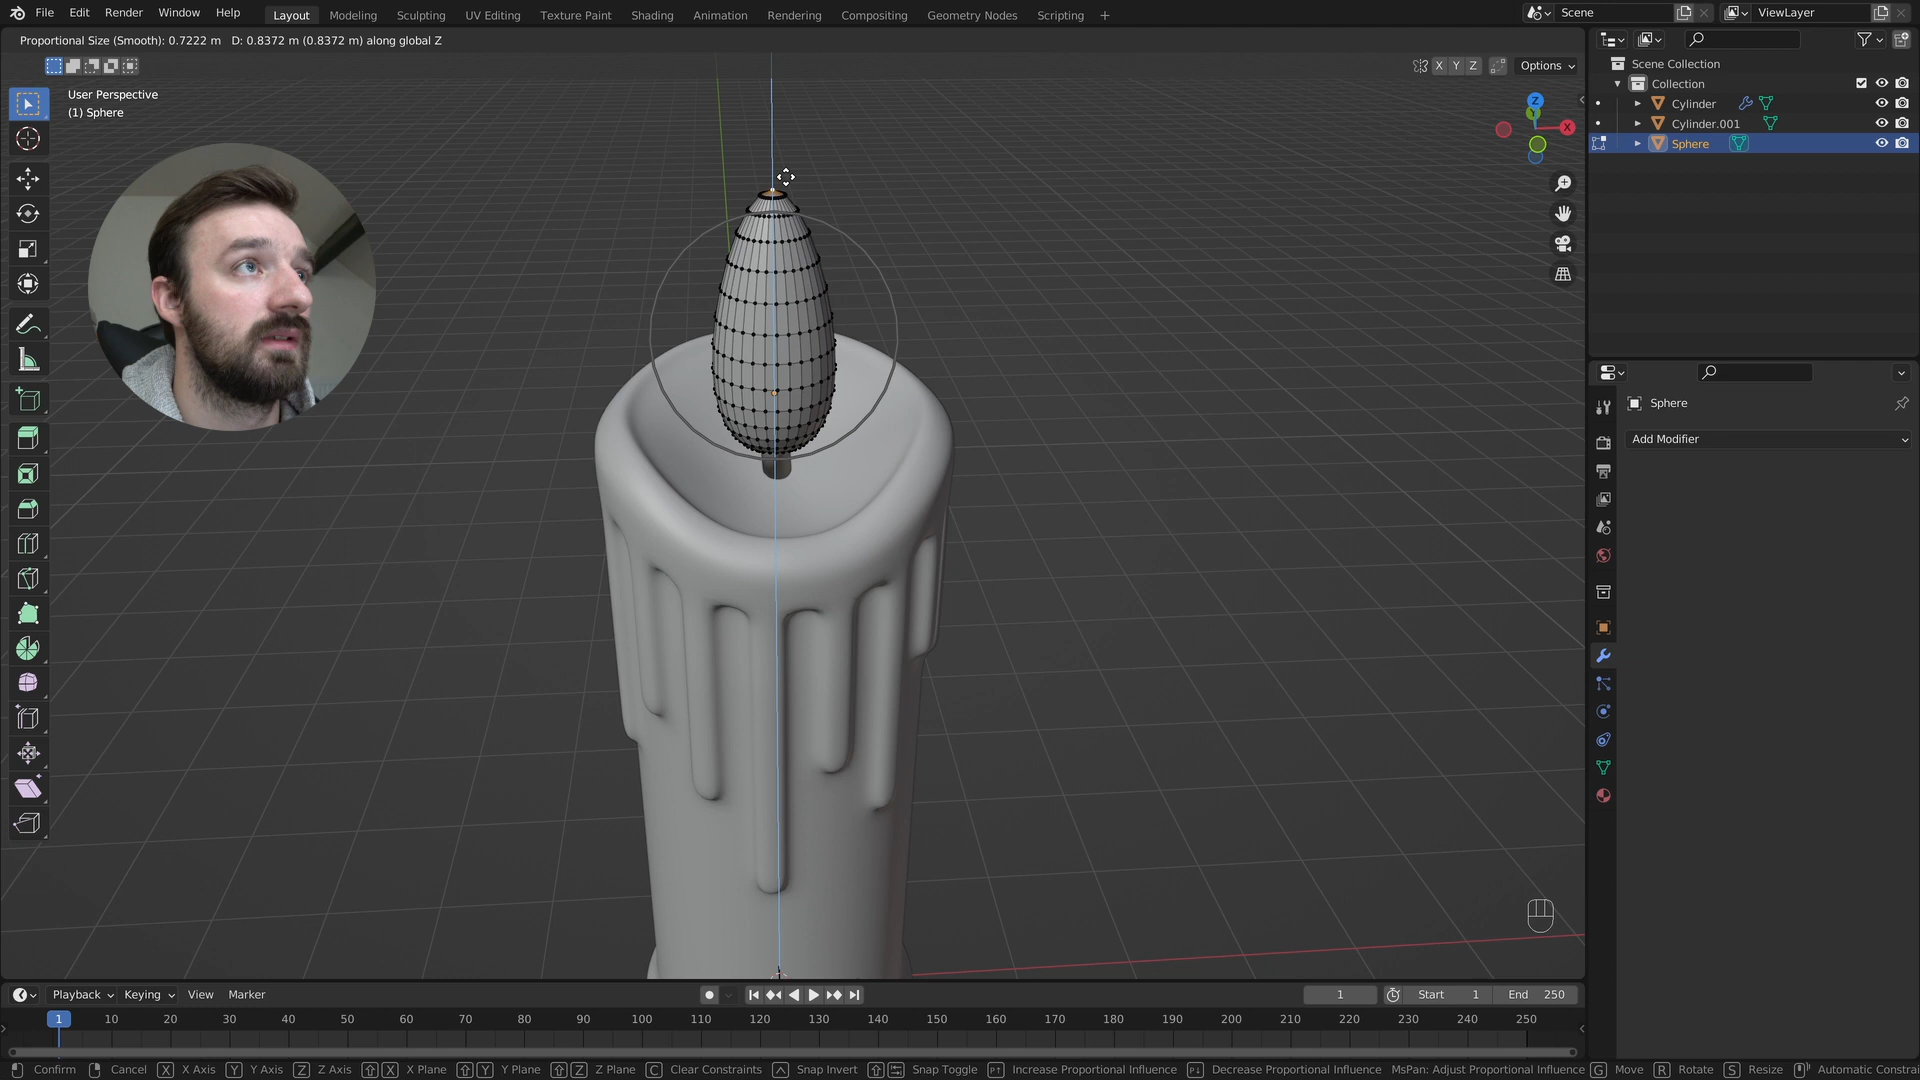 File Edit Render Window Help Layout Modeling Sculpting UV Editing Texture Paint Shading Animation Rendering Compositing Geometry Nodes Scripting + Scene ViewLayer
Proportional Size (Smooth): 0.7222 m D: 0.8372 m (0.8372 m) along global Z
X Y Z Options
User Perspective
(1) Sphere
Z
Y
X
Scene Collection
Collection
Cylinder
Cylinder.001
Sphere
Sphere
Add Modifier
Playback Keying View Marker 1 Start 1 End 250
1 10 20 30 40 50 60 70 80 90 100 110 120 130 140 150 160 170 180 190 200 210 220 230 240 250
Confirm Cancel X X Axis Y Y Axis Z Z Axis X X Plane Y Y Plane Z Z Plane C Clear Constraints Snap Invert Snap Toggle Increase Proportional Influence Decrease Proportional Influence MsPan: Adjust Proportional Influence G Move R Rotate S Resize Automatic Constrai